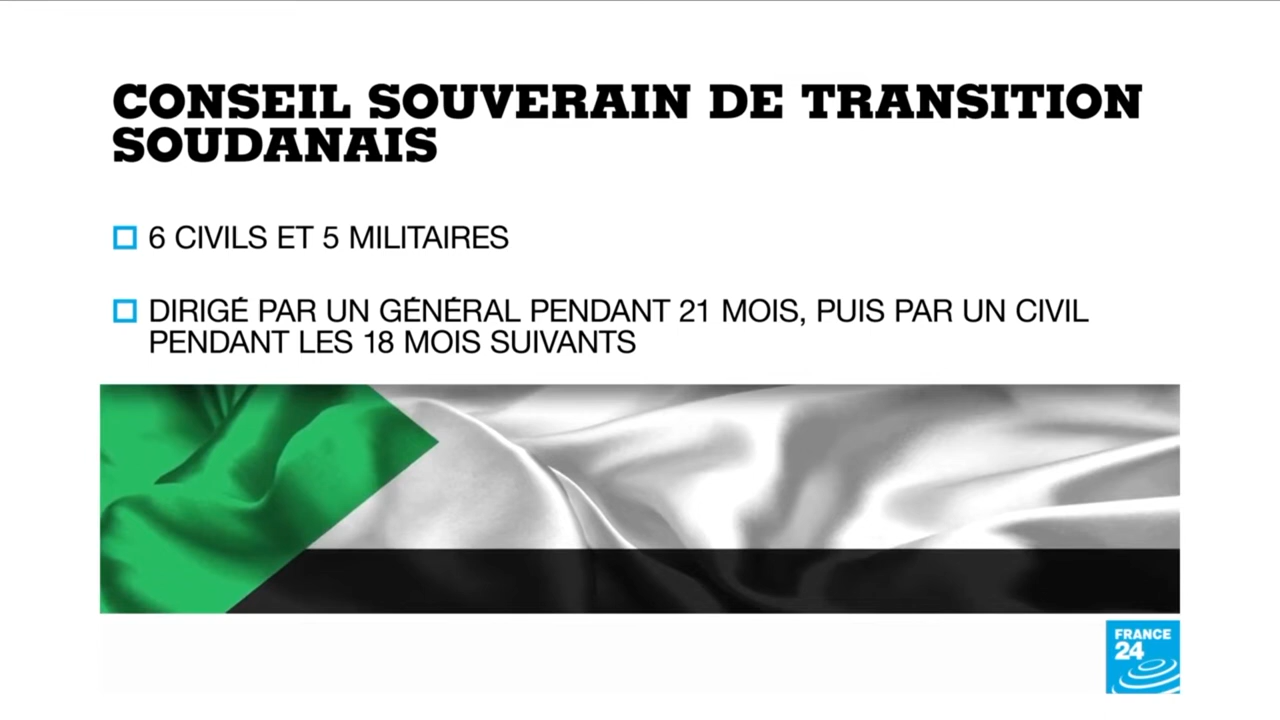 CONSEIL SOUVERAIN DE TRANSITION
SOUDANAIS
6 CIVILS ET 5 MILITAIRES
DIRIGÉ PAR UN GÉNÉRAL PENDANT 21 MOIS, PUIS PAR UN CIVIL
PENDANT LES 18 MOIS SUIVANTS
FRANCE
24